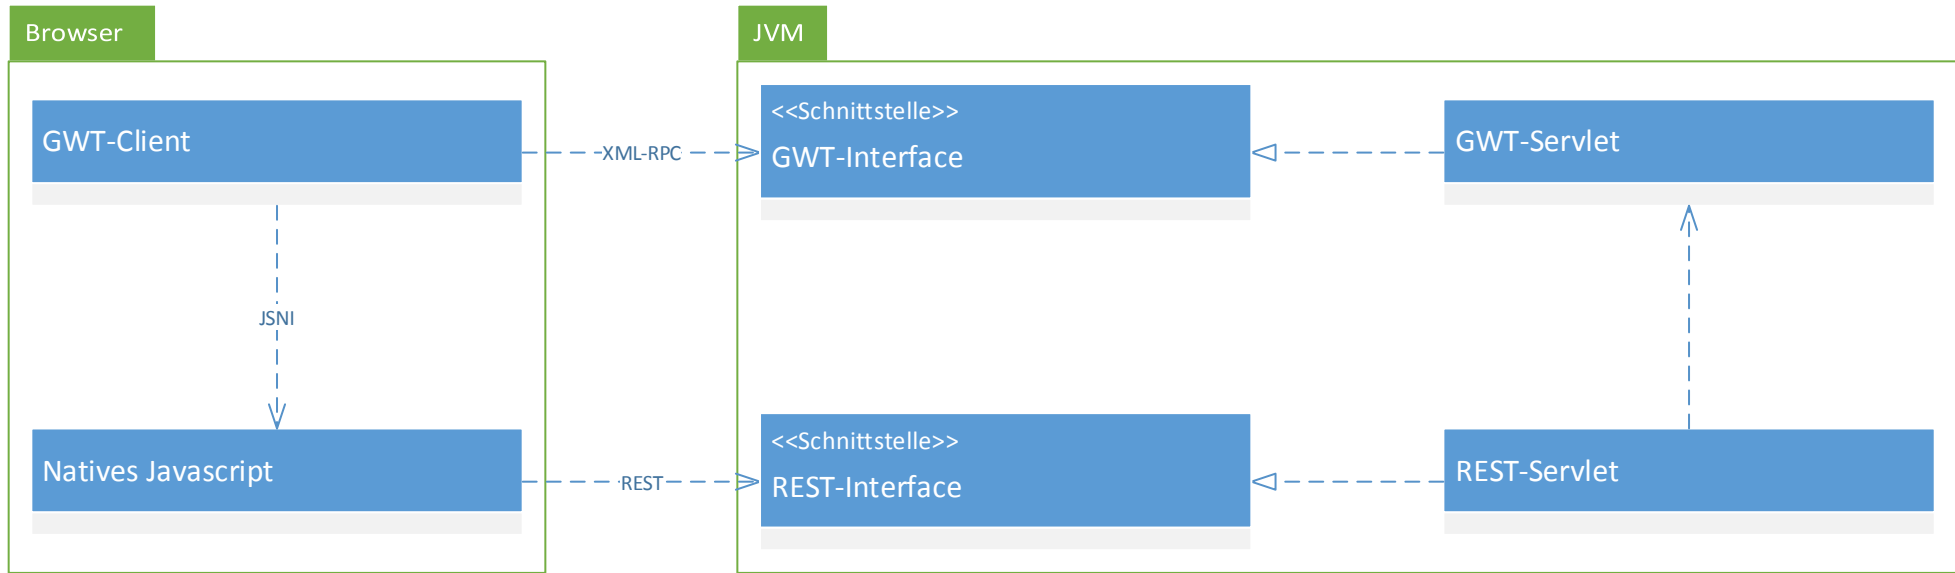 Browser
JVM
GWT-Client
XML-RPC
<<Schnittstelle>>
GWT-Interface
GWT-Servlet
JSNI
Natives Javascript
REST
<<Schnittstelle>>
REST-Interface
REST-Servlet